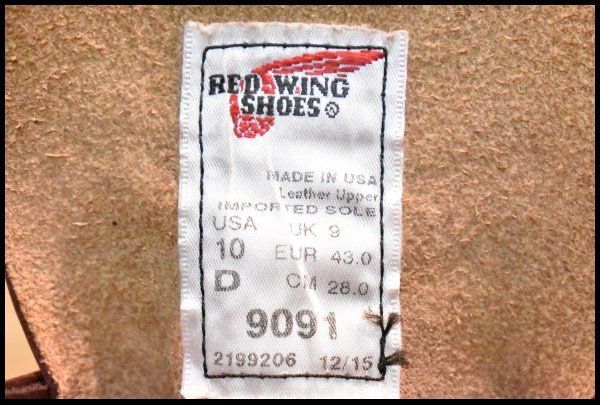 RED WING
SHOES ®
MADE IN USA
Leather Upper
IMPORTED SOLE
USA UK 9
10 EUR 43.0
D CM 28.0
9091
2199206 12/15